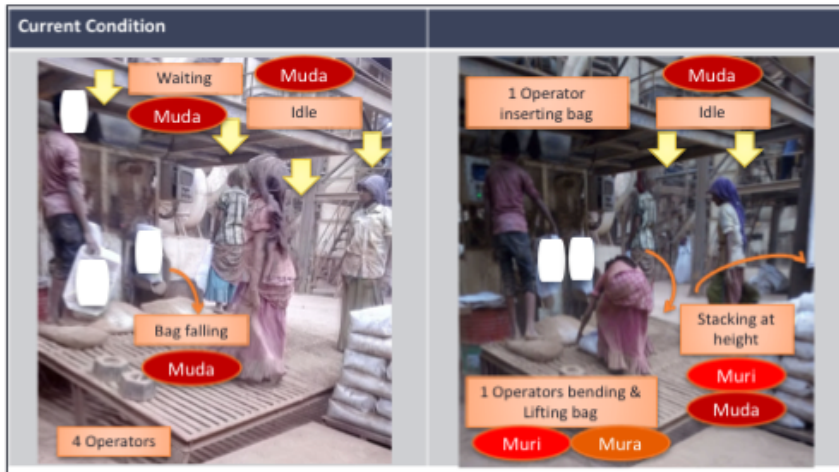 Current Condition
Waiting
Muda
Muda
Idle
Bag falling
Muda
4 Operators
1 Operator
inserting bag
Muda
Idle
Stacking at
height
Muri
Muda
1 Operators bending &
Lifting bag
Muri
Mura